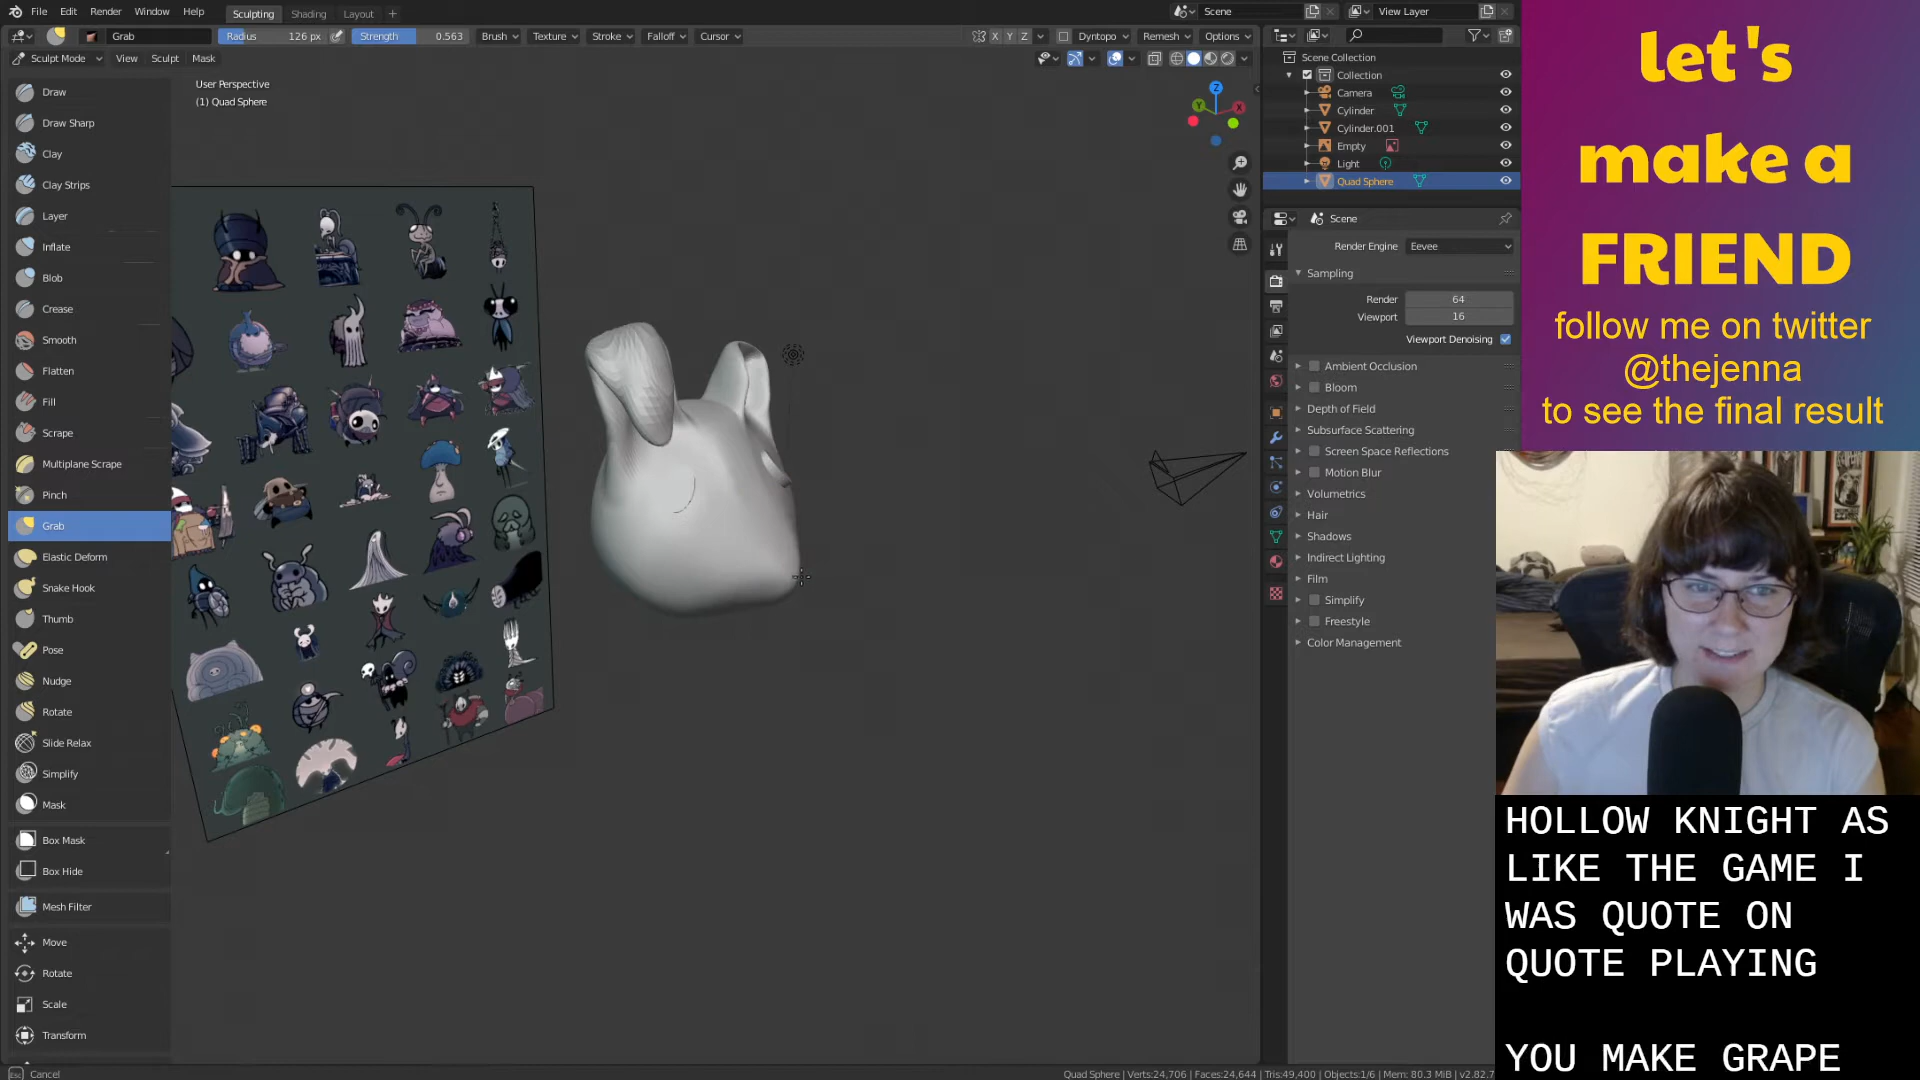 File Edit Render Window Help Sculpting Shading Layout +
Scene View Layer
Grab Radius 126 px Strength 0.563 Brush Texture Stroke Falloff Cursor X Y Z Dyntopo Remesh Options
Sculpt Mode View Sculpt Mask
User Perspective
(1) Quad Sphere
Draw
Draw Sharp
Clay
Clay Strips
Layer
Inflate
Blob
Crease
Smooth
Flatten
Fill
Scrape
Multiplane Scrape
Pinch
Grab
Elastic Deform
Snake Hook
Thumb
Pose
Nudge
Rotate
Slide Relax
Simplify
Mask
Box Mask
Box Hide
Mesh Filter
Move
Rotate
Scale
Transform
Z
Y
X
Scene Collection
Collection
Camera
Cylinder
Cylinder.001
Empty
Light
Quad Sphere
Scene
Render Engine Eevee
Sampling
Render 64
Viewport 16
Viewport Denoising
Ambient Occlusion
Bloom
Depth of Field
Subsurface Scattering
Screen Space Reflections
Motion Blur
Volumetrics
Hair
Shadows
Indirect Lighting
Film
Simplify
Freestyle
Color Management
let's
make a
FRIEND
follow me on twitter
@thejenna
to see the final result
HOLLOW KNIGHT AS
LIKE THE GAME I
WAS QUOTE ON
QUOTE PLAYING
YOU MAKE GRAPE
Esc Cancel
Quad Sphere | Verts:24,706 | Faces:24,644 | Tris:49,400 | Objects:1/6 | Mem: 80.3 MiB | v2.82.7